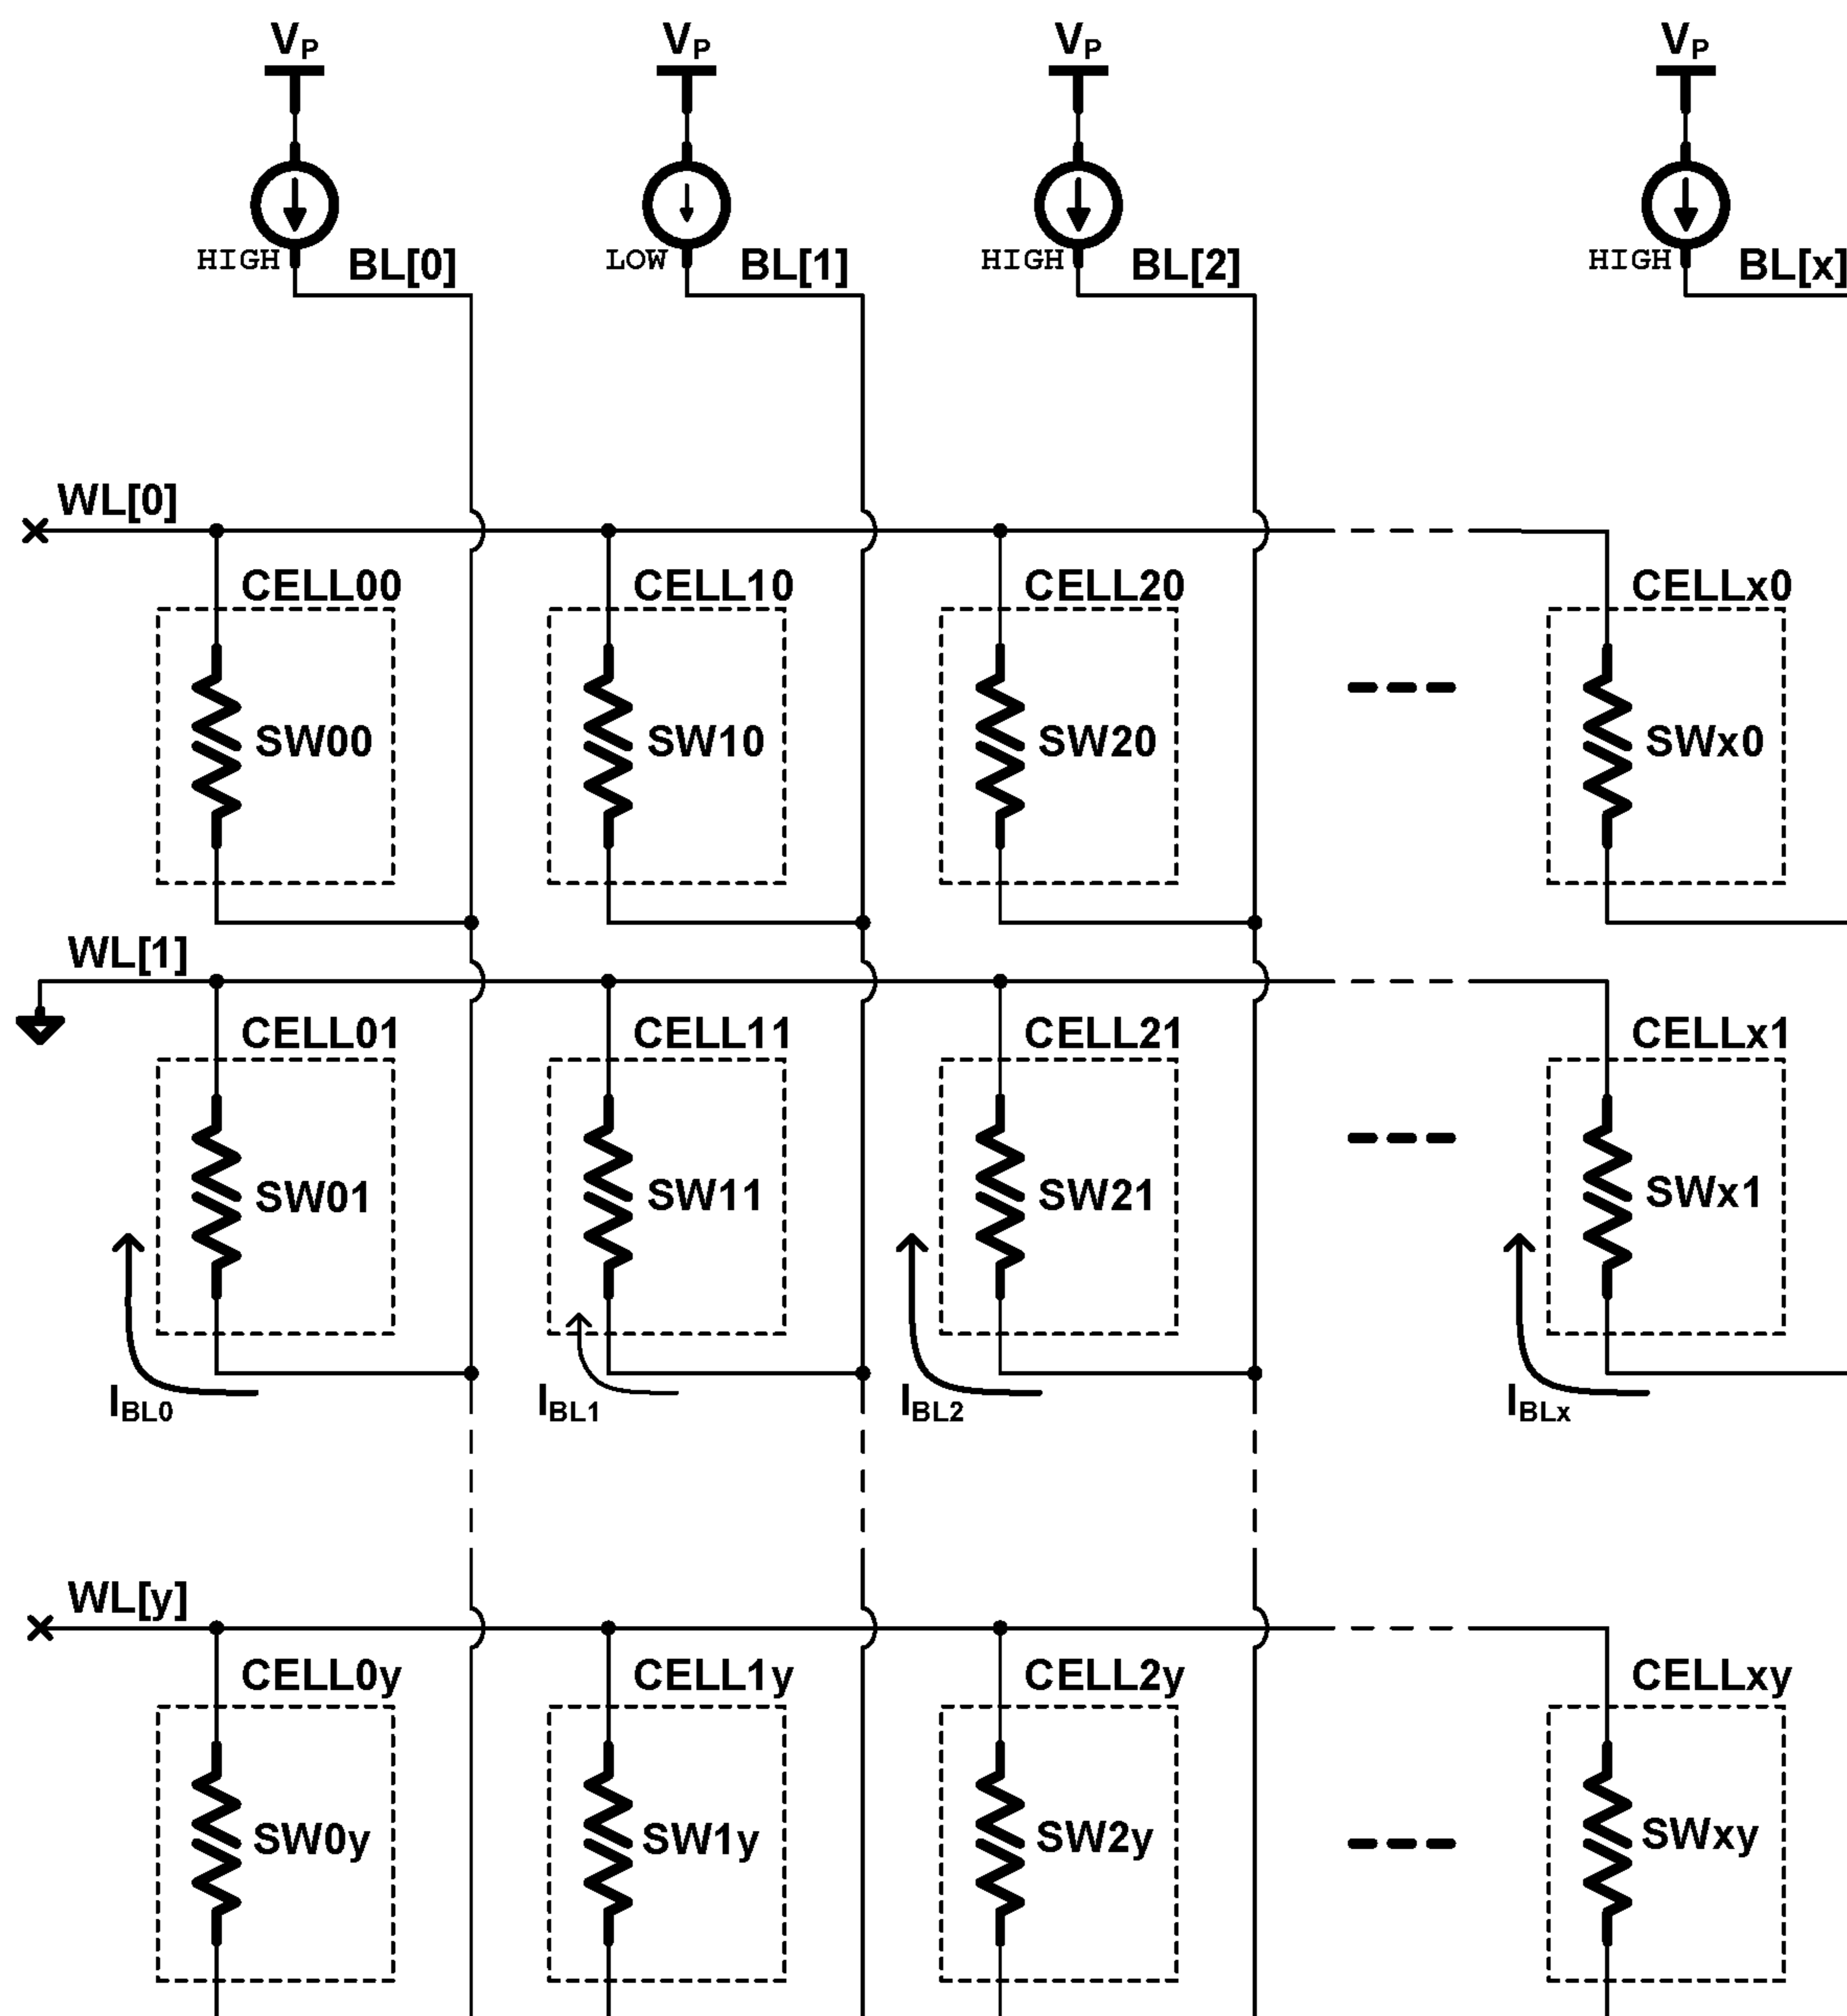 VP VP VP VP
HIGH BL[0] LOW BL[1] HIGH BL[2] HIGH BL[x]
WL[0]
CELL00 CELL10 CELL20 CELLx0
SW00 SW10 SW20 SWx0
WL[1]
CELL01 CELL11 CELL21 CELLx1
SW01 SW11 SW21 SWx1
IBL0 IBL1 IBL2 IBLx
WL[y]
CELL0y CELL1y CELL2y CELLxy
SW0y SW1y SW2y SWxy